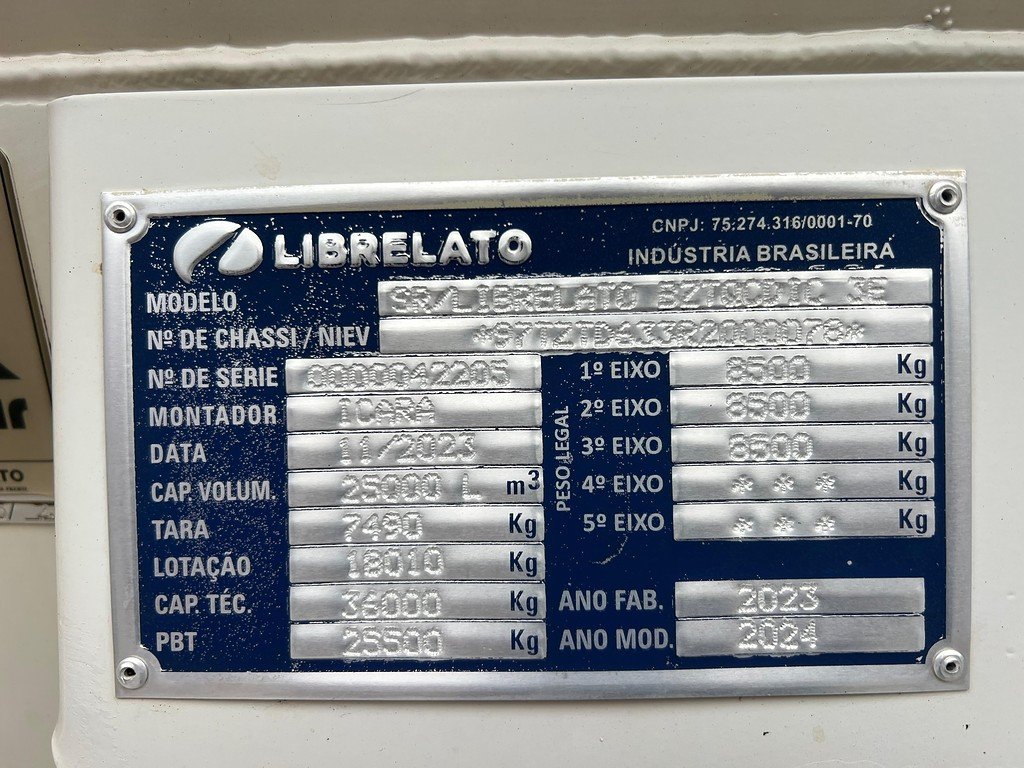 LIBRELATO
CNPJ: 75.274.316/0001-70
INDÚSTRIA BRASILEIRA
MODELO SR/LIBRELATO
3E
Nº DE CHASSI / NIEV
Nº DE SÉRIE 0000042205
MONTADOR ICARA
DATA 11/2023
CAP. VOLUM. 25000 L m³
TARA 7490 Kg
LOTAÇÃO 18010 Kg
CAP. TÉC. 36000 Kg
PBT 25500 Kg
PESO LEGAL
1º EIXO 8500 Kg
2º EIXO 8500 Kg
3º EIXO 8500 Kg
4º EIXO * * * Kg
5º EIXO * * * Kg
ANO FAB. 2023
ANO MOD. 2024